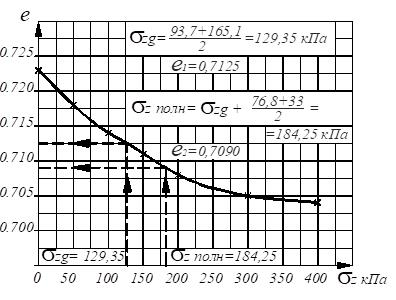 e
σzg= 93,7+165,1 / 2 =129,35 кПа
0.725
e1=0,7125
0.720
σz полн= σzg + 76,8+33 / 2 =
0.715
=184,25 кПа
0.710
e2=0,7090
0.705
0.700
σzg= 129,35
σz полн=184,25
0 50 100 150 200 250 300 350 400 σz кПа